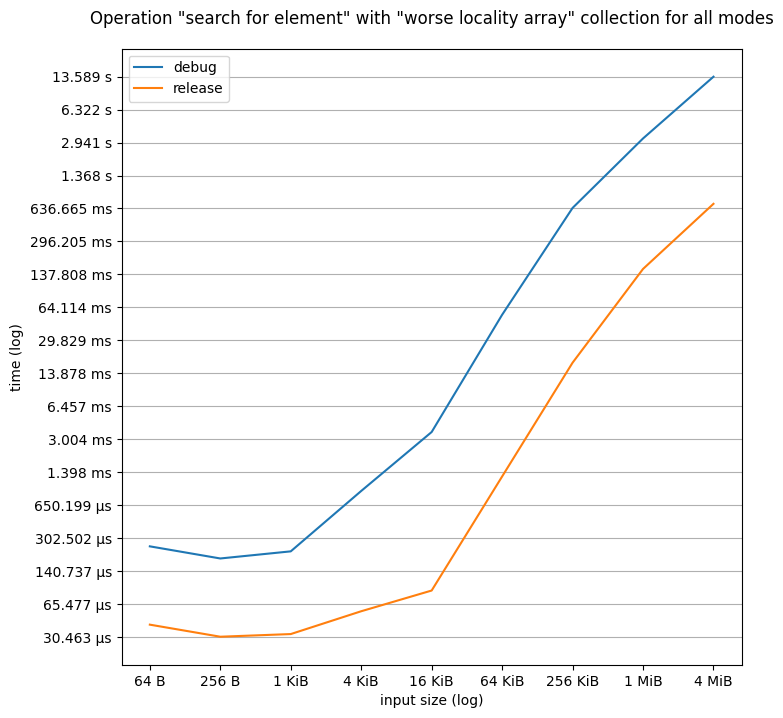 Operation "search for element" with "worse locality array" collection for all modes
debug
release
13.589 s
6.322 s
2.941 s
1.368 s
636.665 ms
296.205 ms
137.808 ms
64.114 ms
29.829 ms
13.878 ms
6.457 ms
3.004 ms
1.398 ms
650.199 µs
302.502 µs
140.737 µs
65.477 µs
30.463 µs
time (log)
64 B 256 B 1 KiB 4 KiB 16 KiB 64 KiB 256 KiB 1 MiB 4 MiB
input size (log)